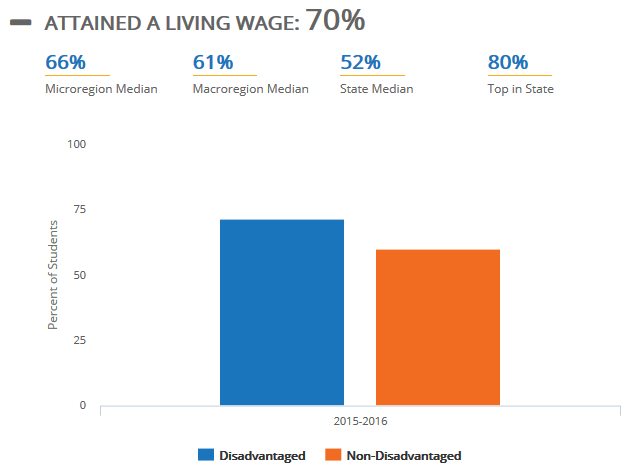 ATTAINED A LIVING WAGE: 70%
66% 61% 52% 80%
Microregion Median Macroregion Median State Median Top in State
100
75
50
25
0
Percent of Students
2015-2016
Disadvantaged Non-Disadvantaged